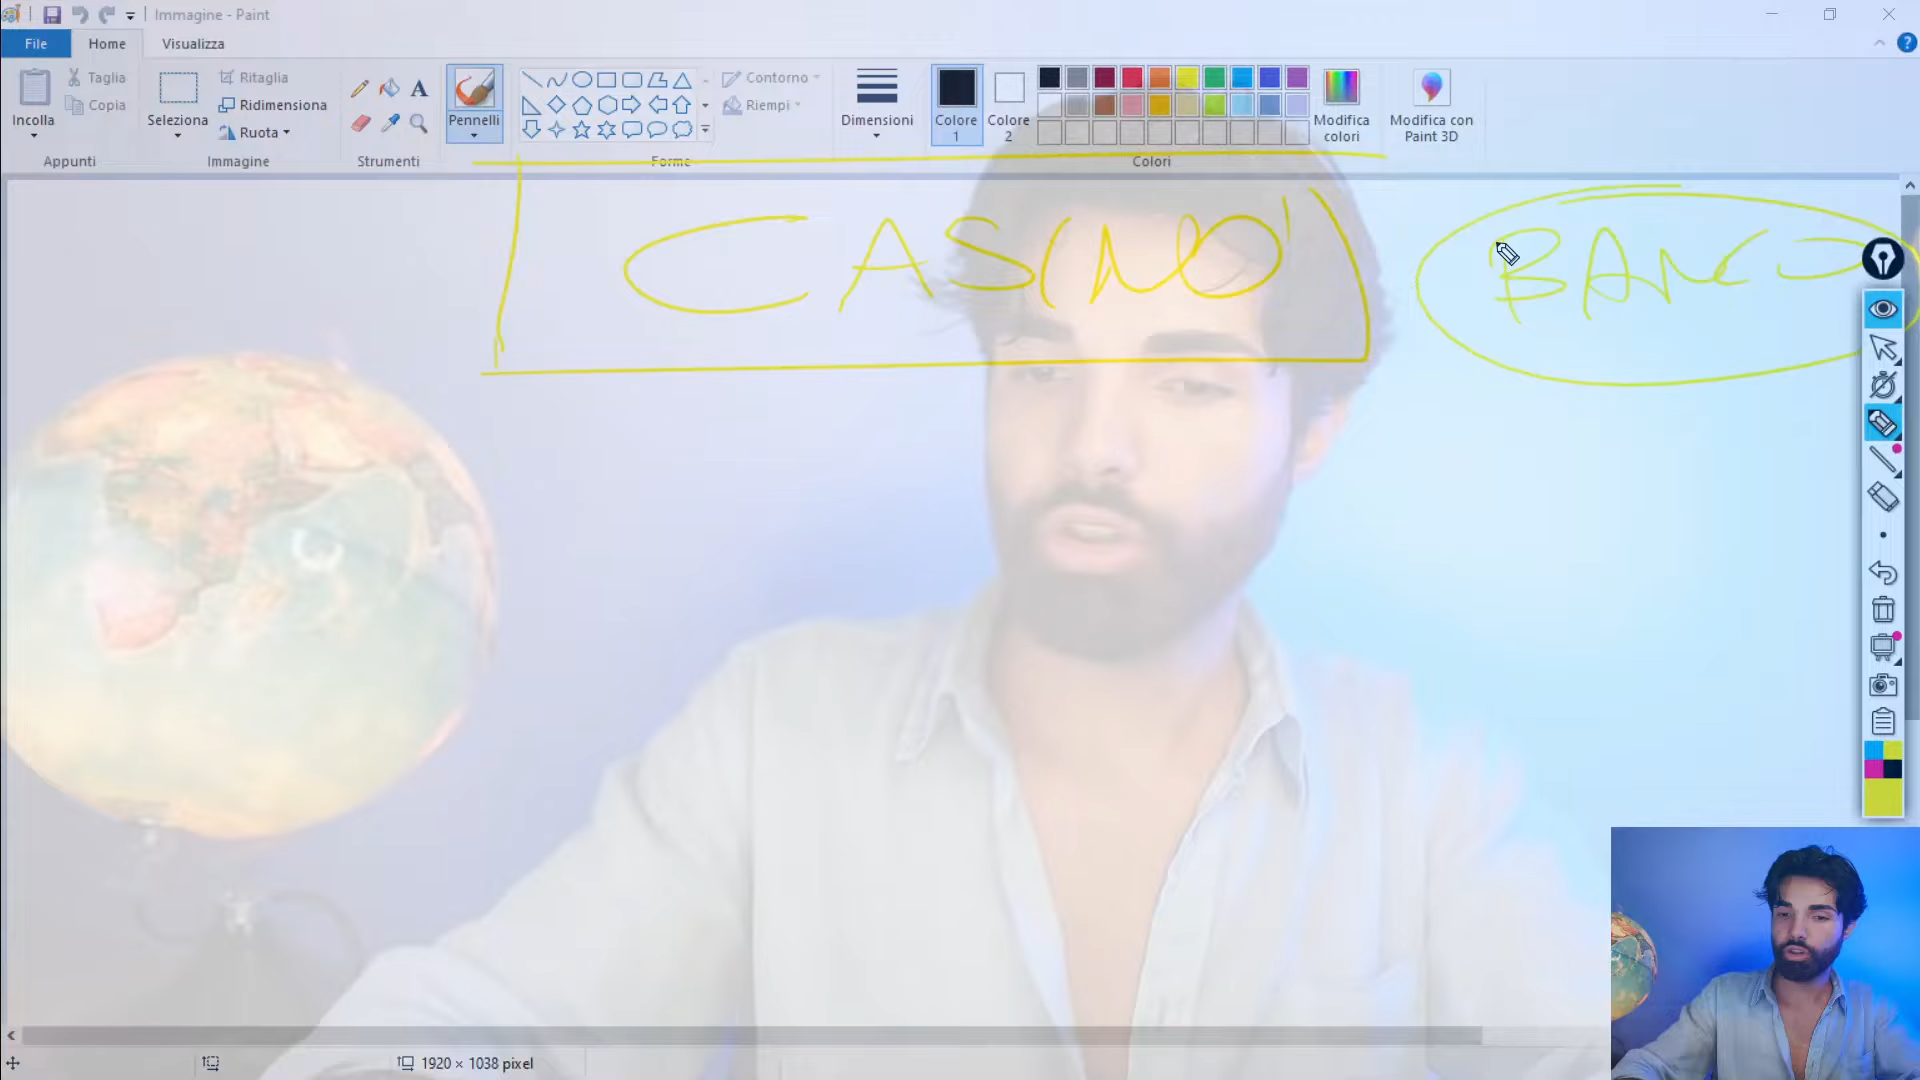 Immagine - Paint
File Home Visualizza
Incolla
Taglia
Copia
Appunti
Seleziona
Ritaglia
Ridimensiona
Ruota
Immagine
A
Strumenti
Pennelli
Contorno
Riempi
Forme
Dimensioni
Colore
1
Colore
2
Modifica
colori
Colori
Modifica con
Paint 3D
CASINO'
BANCO
1920 × 1038 pixel